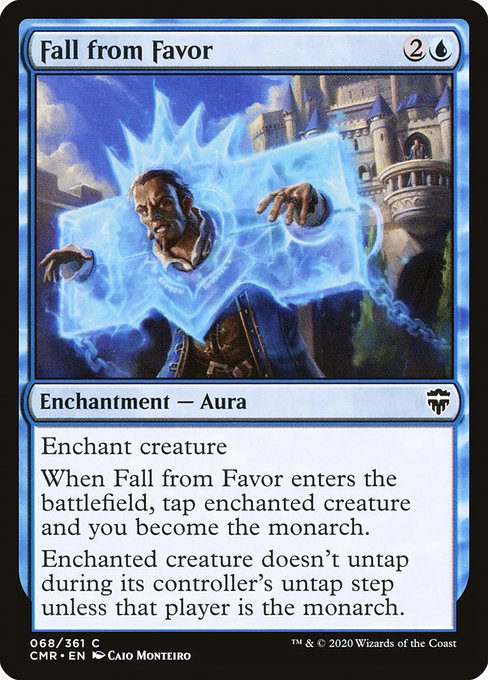 Fall from Favor 2
Enchantment — Aura
Enchant creature
When Fall from Favor enters the
battlefield, tap enchanted creature
and you become the monarch.
Enchanted creature doesn't untap
during its controller's untap step
unless that player is the monarch.
068/361 C
CMR • EN Caio Monteiro
™ & © 2020 Wizards of the Coast